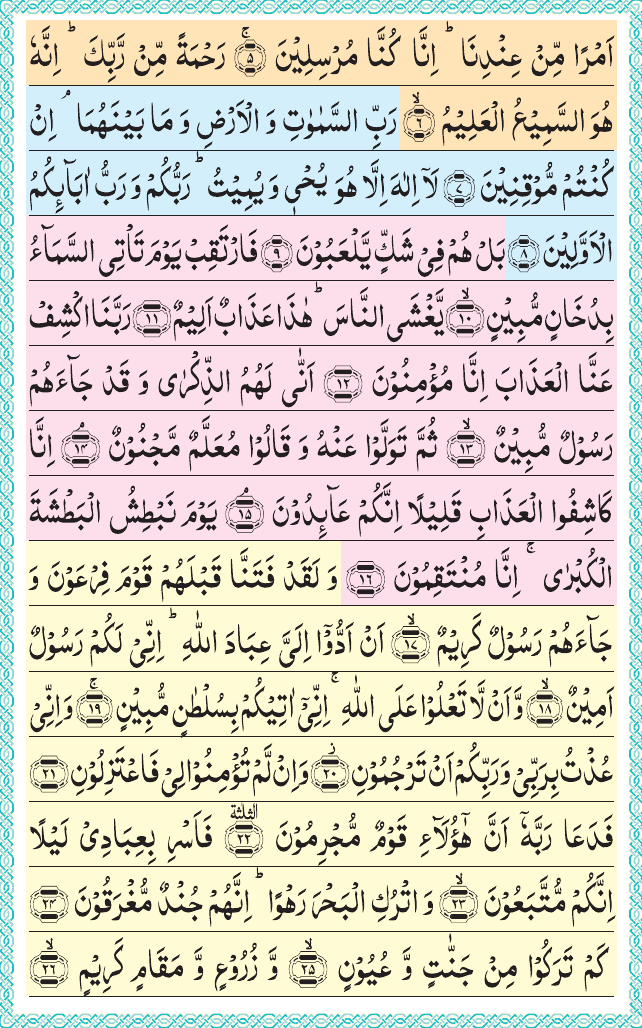 اَمْرًا مِّنْ عِنْدِنَا ؕ اِنَّا كُنَّا مُرْسِلِيْنَ ۚ﴿۵﴾ رَحْمَةً مِّنْ رَّبِّكَ ؕ اِنَّهٗ
هُوَ السَّمِيْعُ الْعَلِيْمُ ۙ﴿۶﴾ رَبِّ السَّمٰوٰتِ وَ الْاَرْضِ وَ مَا بَيْنَهُمَا ۘ اِنْ
كُنْتُمْ مُّوْقِنِيْنَ ﴿۷﴾ لَاۤ اِلٰهَ اِلَّا هُوَ يُحْيٖ وَ يُمِيْتُ ؕ رَبُّكُمْ وَ رَبُّ اٰبَآئِكُمُ
الْاَوَّلِيْنَ ﴿۸﴾ بَلْ هُمْ فِيْ شَكٍّ يَّلْعَبُوْنَ ﴿۹﴾ فَارْتَقِبْ يَوْمَ تَاْتِي السَّمَآءُ
بِدُخَانٍ مُّبِيْنٍ ۙ﴿۱۰﴾ يَّغْشَى النَّاسَ ؕ هٰذَا عَذَابٌ اَلِيْمٌ ﴿۱۱﴾ رَبَّنَا اكْشِفْ
عَنَّا الْعَذَابَ اِنَّا مُؤْمِنُوْنَ ﴿۱۲﴾ اَنّٰى لَهُمُ الذِّكْرٰى وَ قَدْ جَآءَهُمْ
رَسُوْلٌ مُّبِيْنٌ ۙ﴿۱۳﴾ ثُمَّ تَوَلَّوْا عَنْهُ وَ قَالُوْا مُعَلَّمٌ مَّجْنُوْنٌ ۘ﴿۱۴﴾ اِنَّا
كَاشِفُوا الْعَذَابِ قَلِيْلًا اِنَّكُمْ عَآئِدُوْنَ ۘ﴿۱۵﴾ يَوْمَ نَبْطِشُ الْبَطْشَةَ
الْكُبْرٰى ۚ اِنَّا مُنْتَقِمُوْنَ ﴿۱۶﴾ وَ لَقَدْ فَتَنَّا قَبْلَهُمْ قَوْمَ فِرْعَوْنَ وَ
جَآءَهُمْ رَسُوْلٌ كَرِيْمٌ ۙ﴿۱۷﴾ اَنْ اَدُّوْۤا اِلَيَّ عِبَادَ اللّٰهِ ؕ اِنِّيْ لَكُمْ رَسُوْلٌ
اَمِيْنٌ ۙ﴿۱۸﴾ وَّ اَنْ لَّا تَعْلُوْا عَلَى اللّٰهِ ۚ اِنِّيْۤ اٰتِيْكُمْ بِسُلْطٰنٍ مُّبِيْنٍ ۚ﴿۱۹﴾ وَ اِنِّيْ
عُذْتُ بِرَبِّيْ وَ رَبِّكُمْ اَنْ تَرْجُمُوْنِ ۫﴿۲۰﴾ وَ اِنْ لَّمْ تُؤْمِنُوْا لِيْ فَاعْتَزِلُوْنِ ﴿۲۱﴾
فَدَعَا رَبَّهٗۤ اَنَّ هٰۤؤُلَآءِ قَوْمٌ مُّجْرِمُوْنَ ﴿۲۲﴾ الثلثة فَاَسْرِ بِعِبَادِيْ لَيْلًا
اِنَّكُمْ مُّتَّبَعُوْنَ ۙ﴿۲۳﴾ وَ اتْرُكِ الْبَحْرَ رَهْوًا ؕ اِنَّهُمْ جُنْدٌ مُّغْرَقُوْنَ ﴿۲۴﴾
كَمْ تَرَكُوْا مِنْ جَنّٰتٍ وَّ عُيُوْنٍ ۙ﴿۲۵﴾ وَّ زُرُوْعٍ وَّ مَقَامٍ كَرِيْمٍ ۙ﴿۲۶﴾